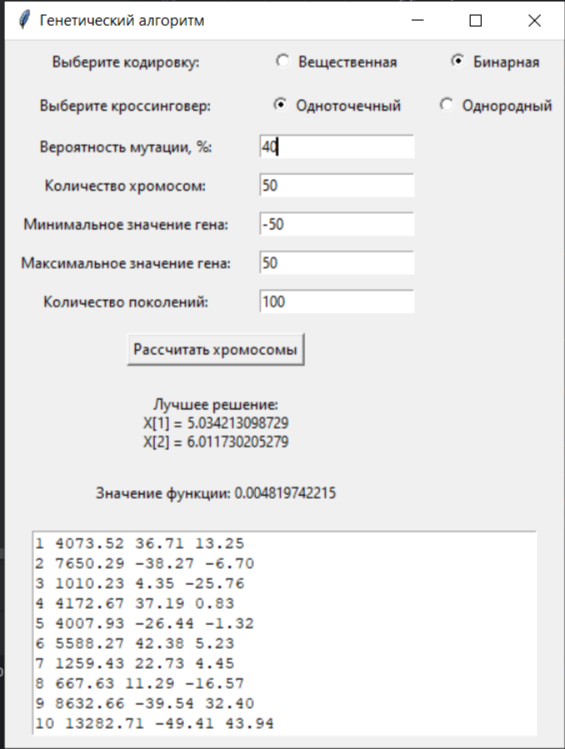 Генетический алгоритм
Выберите кодировку: Вещественная Бинарная
Выберите кроссинговер: Одноточечный Однородный
Вероятность мутации, %: 40
Количество хромосом: 50
Минимальное значение гена: -50
Максимальное значение гена: 50
Количество поколений: 100
Рассчитать хромосомы
Лучшее решение:
X[1] = 5.034213098729
X[2] = 6.011730205279
Значение функции: 0.004819742215
1 4073.52 36.71 13.25
2 7650.29 -38.27 -6.70
3 1010.23 4.35 -25.76
4 4172.67 37.19 0.83
5 4007.93 -26.44 -1.32
6 5588.27 42.38 5.23
7 1259.43 22.73 4.45
8 667.63 11.29 -16.57
9 8632.66 -39.54 32.40
10 13282.71 -49.41 43.94